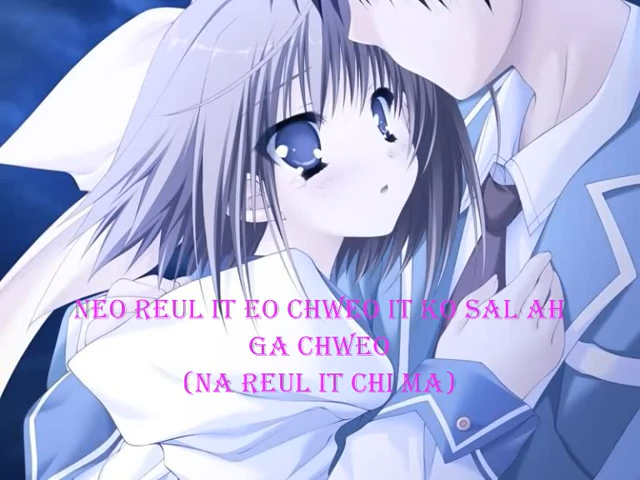 NEO REUL IT EO CHWEO IT KO SAL AH
GA CHWEO
(NA REUL IT CHI MA)